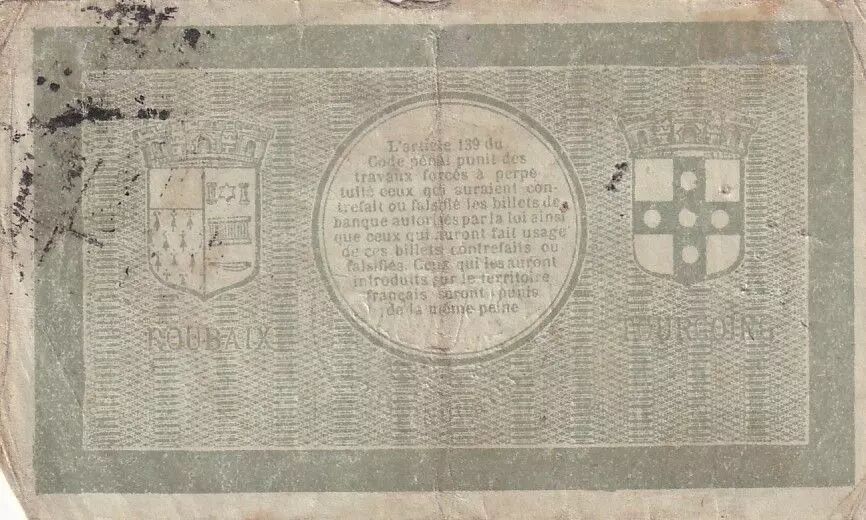 L'article 139 du
Code pénal punit des
travaux forcés à perpé
tuité ceux qui auraient con-
trefait ou falsifié les billets de
banque autorisés par la loi ainsi
que ceux qui auront fait usage
de ces billets contrefaits ou
falsifiés. Ceux qui les auront
introduits sur le territoire
français seront punis
de la même peine
ROUBAIX
TOURCOING